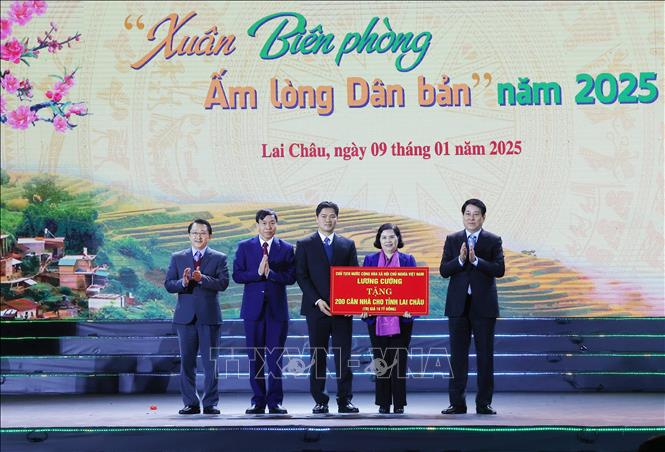 "Xuân Biên phòng
Ấm lòng Dân bản" năm 2025
Lai Châu, ngày 09 tháng 01 năm 2025
CHỦ TỊCH NƯỚC CỘNG HÒA XÃ HỘI CHỦ NGHĨA VIỆT NAM
LƯƠNG CƯỜNG
TẶNG
200 CĂN NHÀ CHO TỈNH LAI CHÂU
TTXVN - VNA